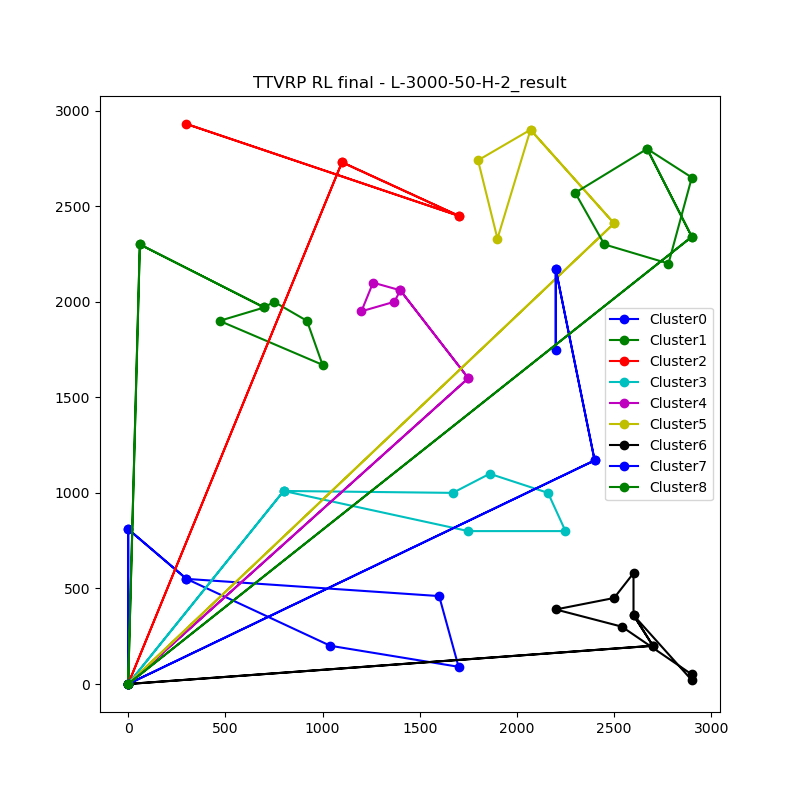 TTVRP RL final - L-3000-50-H-2_result
3000
2500
2000
1500
1000
500
0
Cluster0
Cluster1
Cluster2
Cluster3
Cluster4
Cluster5
Cluster6
Cluster7
Cluster8
0 500 1000 1500 2000 2500 3000